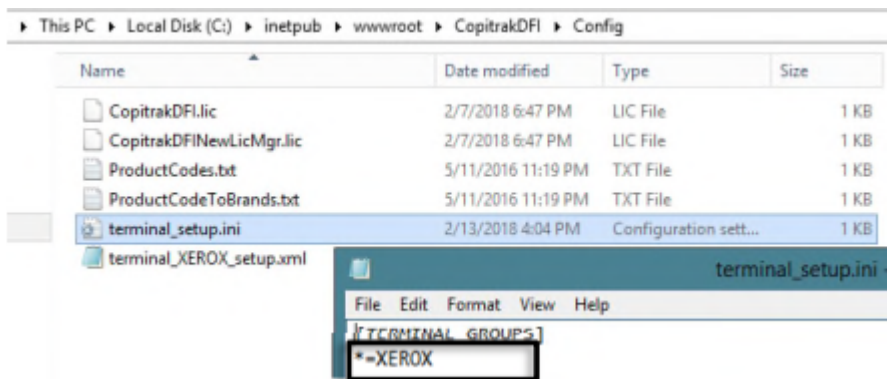 This PC ▸ Local Disk (C:) ▸ inetpub ▸ wwwroot ▸ CopitrakDFI ▸ Config
Name Date modified Type Size
CopitrakDFI.lic 2/7/2018 6:47 PM LIC File 1 KB
CopitrakDFINewLicMgr.lic 2/7/2018 6:47 PM LIC File 1 KB
ProductCodes.txt 5/11/2016 11:19 PM TXT File 1 KB
ProductCodeToBrands.txt 5/11/2016 11:19 PM TXT File 1 KB
terminal_setup.ini 2/13/2018 4:04 PM Configuration sett... 1 KB
terminal_XEROX_setup.xml
terminal_setup.ini -
File Edit Format View Help
[TERMINAL GROUPS]
*=XEROX